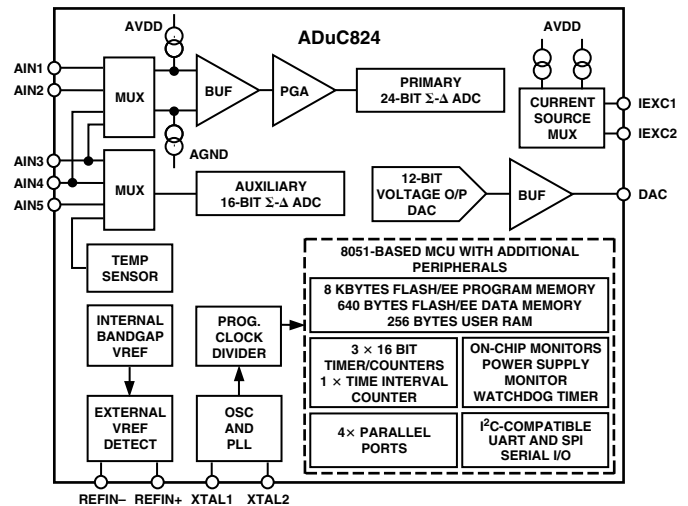 ADuC824
AVDD
AIN1
AIN2
MUX
BUF
PGA
PRIMARY
24-BIT Σ-Δ ADC
AVDD
CURRENT
SOURCE
MUX
IEXC1
IEXC2
AGND
AIN3
AIN4
AIN5
MUX
AUXILIARY
16-BIT Σ-Δ ADC
12-BIT
VOLTAGE O/P
DAC
BUF
DAC
TEMP
SENSOR
8051-BASED MCU WITH ADDITIONAL
PERIPHERALS
8 KBYTES FLASH/EE PROGRAM MEMORY
640 BYTES FLASH/EE DATA MEMORY
256 BYTES USER RAM
INTERNAL
BANDGAP
VREF
PROG.
CLOCK
DIVIDER
3 × 16 BIT
TIMER/COUNTERS
1 × TIME INTERVAL
COUNTER
ON-CHIP MONITORS
POWER SUPPLY
MONITOR
WATCHDOG TIMER
EXTERNAL
VREF
DETECT
OSC
AND
PLL
4× PARALLEL
PORTS
I²C-COMPATIBLE
UART AND SPI
SERIAL I/O
REFIN–
REFIN+
XTAL1
XTAL2